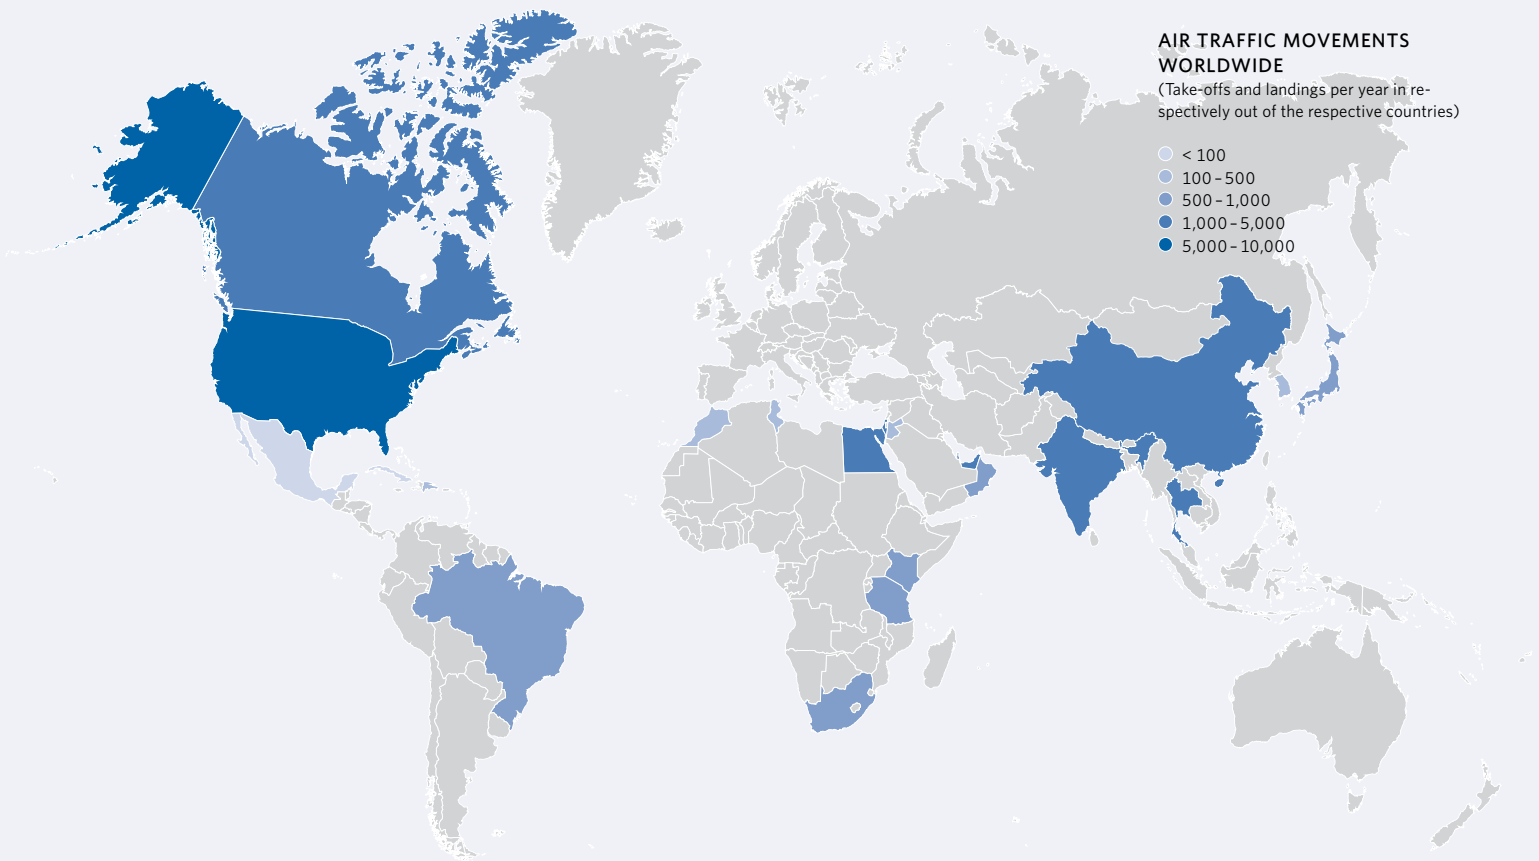 AIR TRAFFIC MOVEMENTS
WORLDWIDE
(Take-offs and landings per year in re-
spectively out of the respective countries)
< 100
100 – 500
500 – 1,000
1,000 – 5,000
5,000 – 10,000